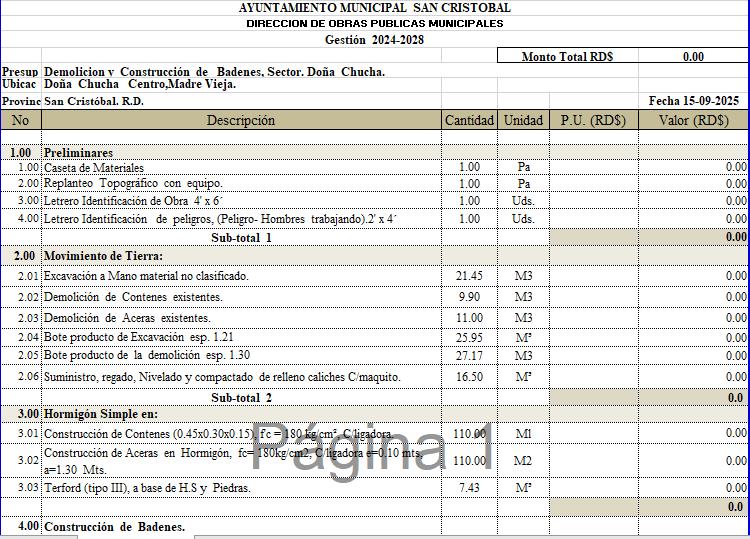 AYUNTAMIENTO MUNICIPAL SAN CRISTOBAL
DIRECCION DE OBRAS PUBLICAS MUNICIPALES
Gestión 2024-2028
Monto Total RD$ 0.00
Presup Demolicion y Construcción de Badenes, Sector. Doña Chucha.
Ubicac Doña Chucha Centro,Madre Vieja.
Provinc San Cristóbal. R.D. Fecha 15-09-2025
No Descripción Cantidad Unidad P.U. (RD$) Valor (RD$)
1.00 Preliminares
1.00 Caseta de Materiales 1.00 Pa 0.00
2.00 Replanteo Topográfico con equipo. 1.00 Pa 0.00
3.00 Letrero Identificación de Obra 4' x 6´ 1.00 Uds. 0.00
4.00 Letrero Identificación de peligros, (Peligro- Hombres trabajando).2' x 4´ 1.00 Uds. 0.00
Sub-total 1 0.00
2.00 Movimiento de Tierra:
2.01 Excavación a Mano material no clasificado. 21.45 M3 0.00
2.02 Demolición de Contenes existentes. 9.90 M3 0.00
2.03 Demolición de Aceras existentes. 11.00 M3 0.00
2.04 Bote producto de Excavación esp. 1.21 25.95 M³ 0.00
2.05 Bote producto de la demolición esp. 1.30 27.17 M3 0.00
2.06 Suministro, regado, Nivelado y compactado de relleno caliches C/maquito. 16.50 M³ 0.00
Sub-total 2 0.0
3.00 Hormigón Simple en:
3.01 Construcción de Contenes (0.45x0.30x0.15), f'c = 180 kg/cm², C/ligadora. 110.00 M1 0.00
3.02 Construcción de Aceras en Hormigón, fc= 180kg/cm2, C/ligadora e=0.10 mts, a=1.30 Mts. 110.00 M2 0.00
3.03 Terford (tipo III), a base de H.S y Piedras. 7.43 M³ 0.00
0.0
4.00 Construcción de Badenes.
Página 1